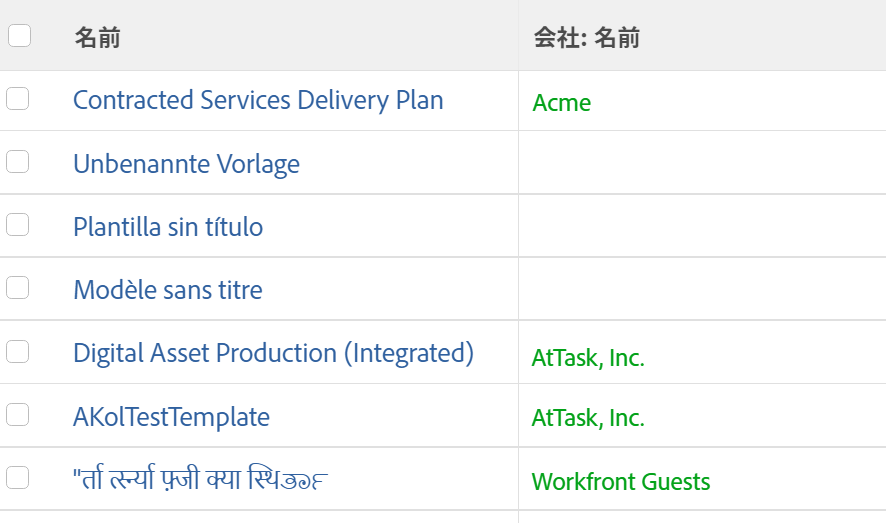 名前 会社: 名前
Contracted Services Delivery Plan Acme
Unbenannte Vorlage
Plantilla sin título
Modèle sans titre
Digital Asset Production (Integrated) AtTask, Inc.
AKolTestTemplate AtTask, Inc.
"र्ता त्स्न्र्या फ़्जी क्या Workfront Guests